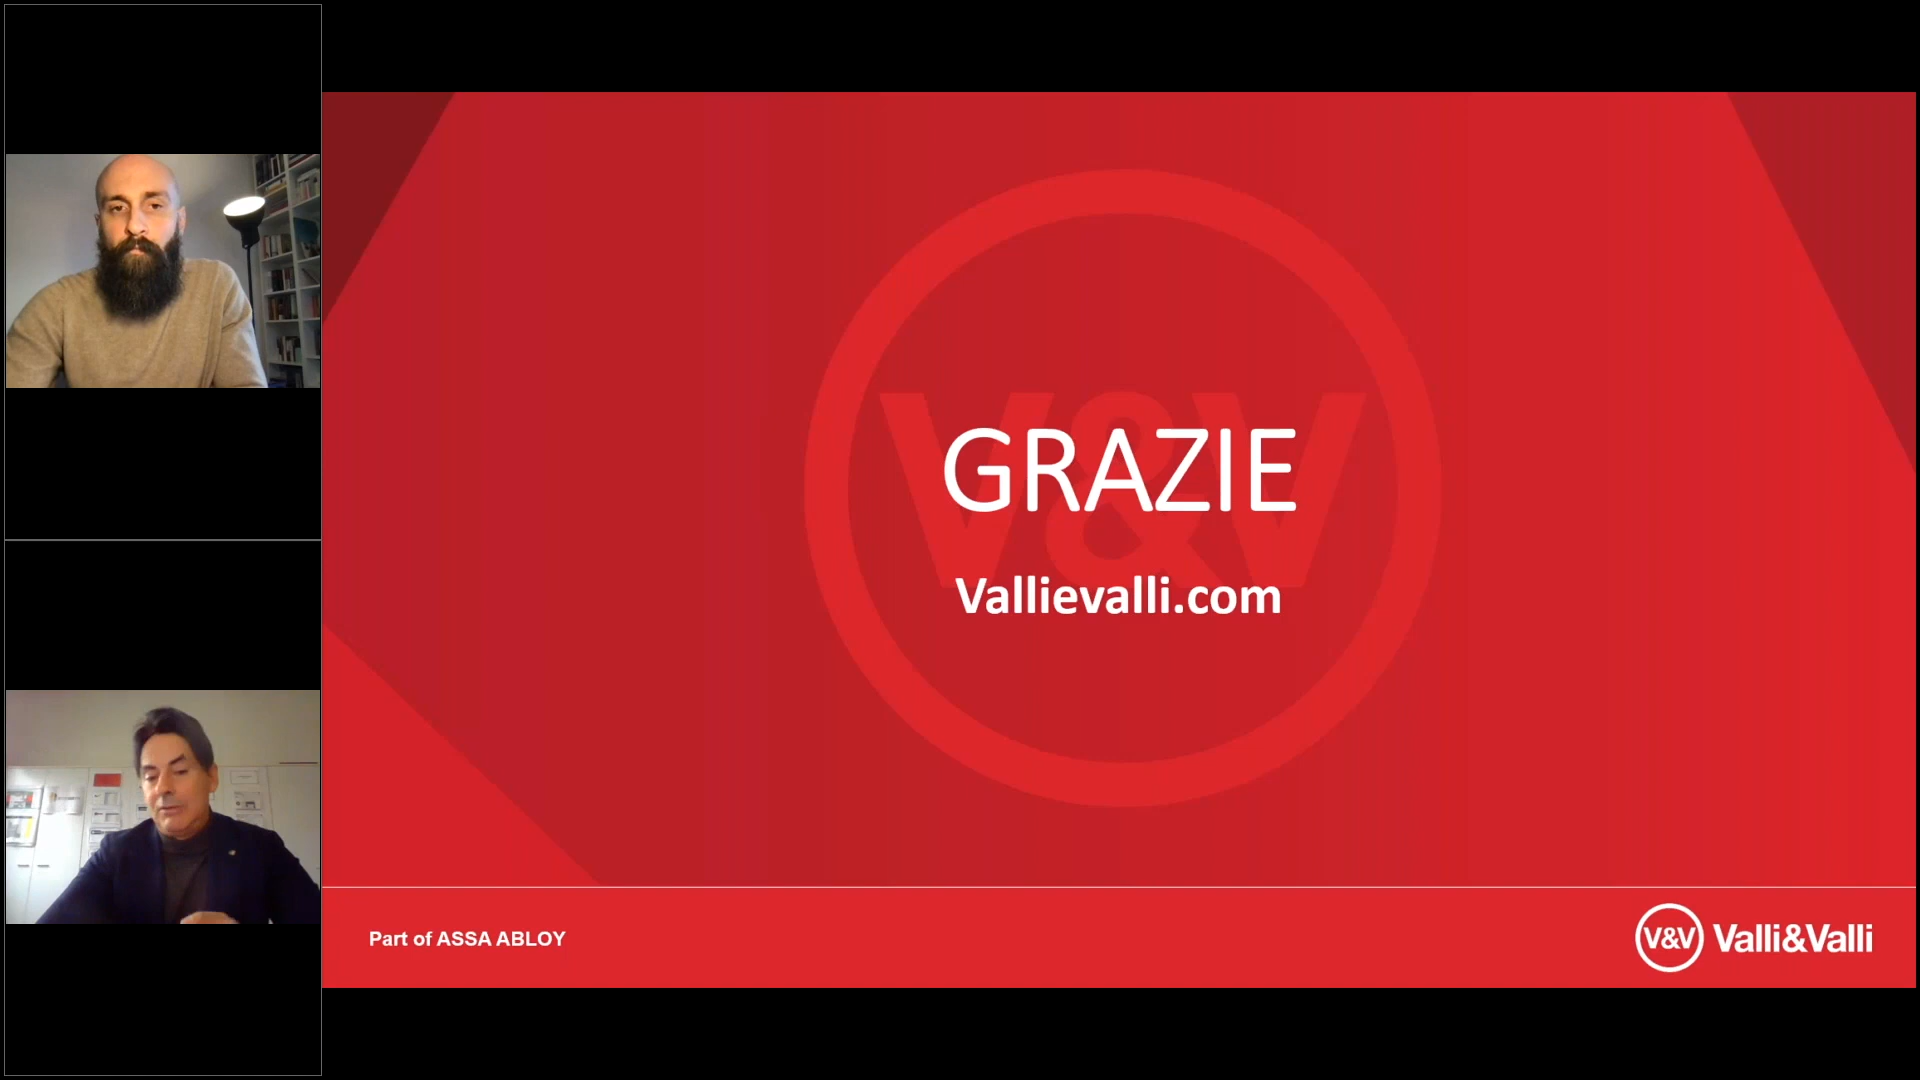 V&V
GRAZIE
Vallievalli.com
Part of ASSA ABLOY
V&V Valli&Valli